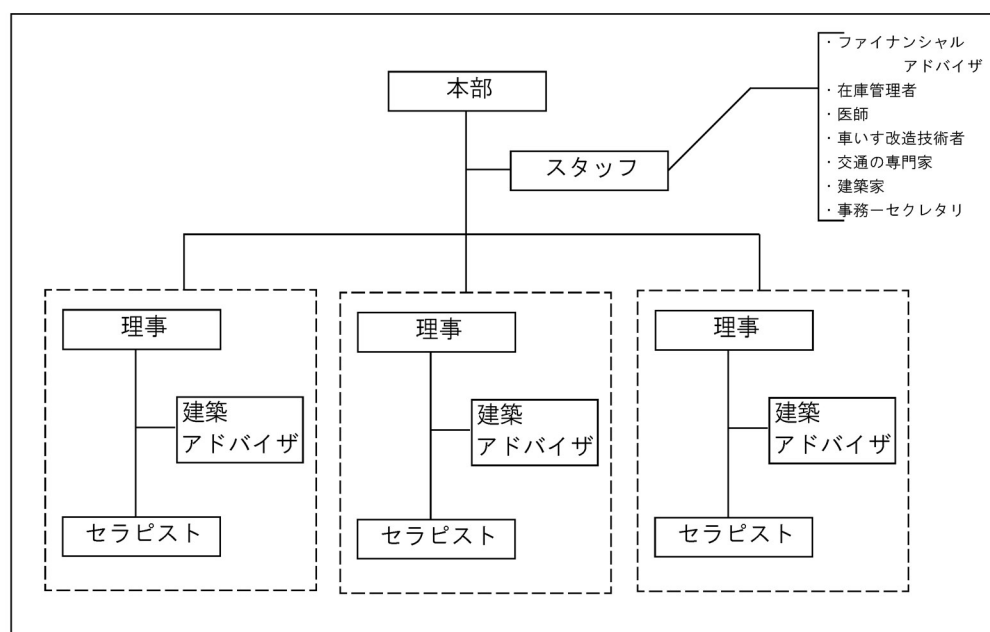 本部
スタッフ
・ファイナンシャル
アドバイザ
・在庫管理者
・医師
・車いす改造技術者
・交通の専門家
・建築家
・事務ーセクレタリ
理事
建築
アドバイザ
セラピスト
理事
建築
アドバイザ
セラピスト
理事
建築
アドバイザ
セラピスト